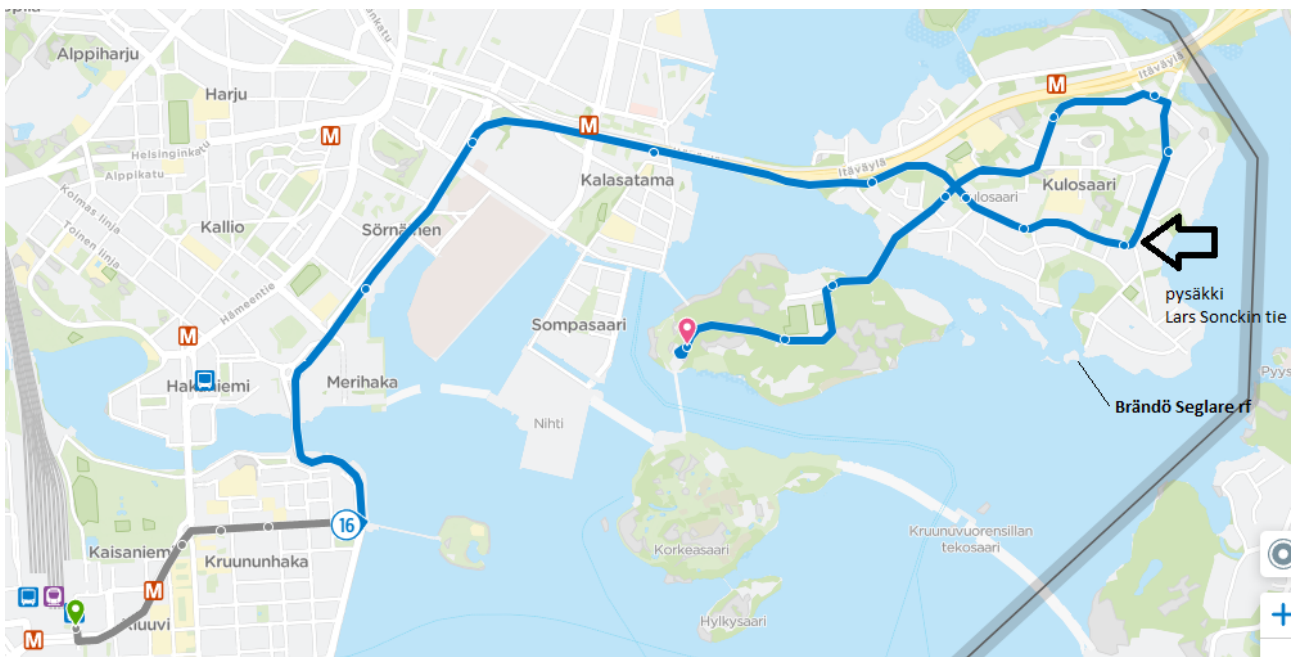 Alppiharju
Harju
M
Helsinginkatu
Alppikatu
Kolmas linja
Toinen linja
Kallio
Hämeentie
Sörnäinen
M
M
Kalasatama
Itäväylä
Itäväylä
M
Kulosaari
Kulosaari
pysäkki
Lars Sonckin tie
Brändö Seglare rf
Sompasaari
Merihaka
Hakaniemi
M
Nihti
16
Kaisaniemi
Kruununhaka
M
Kluuvi
M
Korkeasaari
Hylkysaari
Kruunuvuorensillan
tekosaari